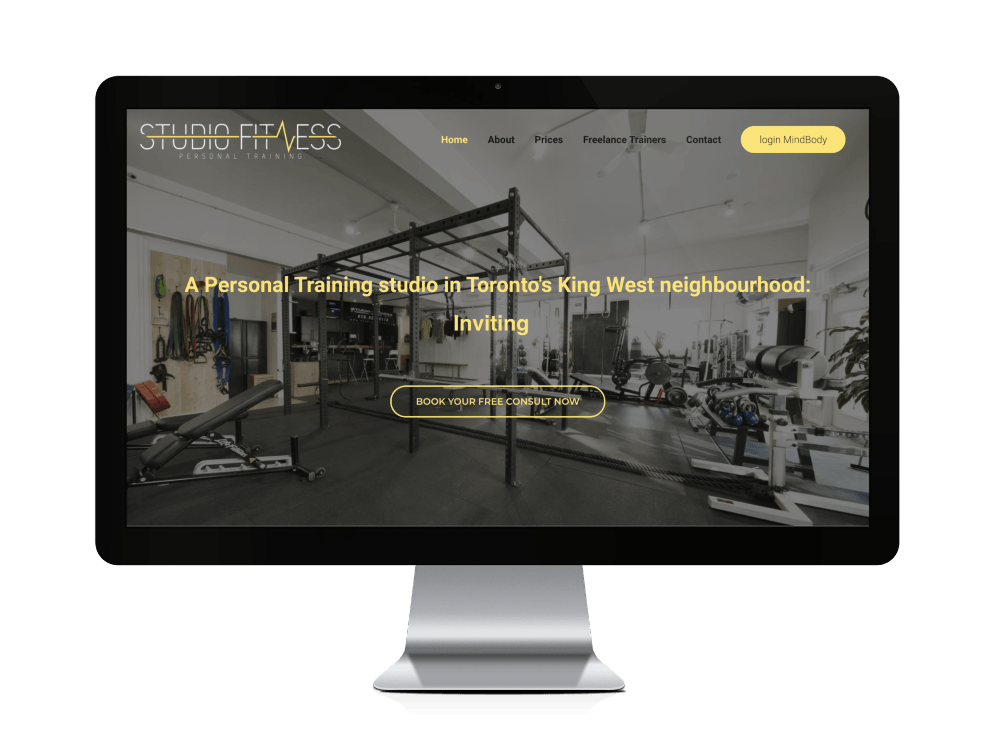 STUDIO FITNESS
PERSONAL TRAINING
Home About Prices Freelance Trainers Contact login MindBody
A Personal Training studio in Toronto's King West neighbourhood:
Inviting
BOOK YOUR FREE CONSULT NOW